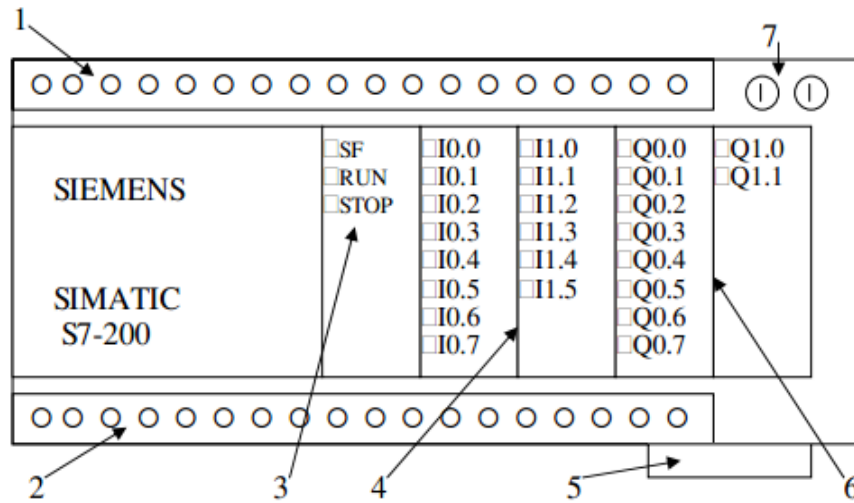 1
7
SIEMENS
SIMATIC
S7-200
SF
RUN
STOP
I0.0
I0.1
I0.2
I0.3
I0.4
I0.5
I0.6
I0.7
I1.0
I1.1
I1.2
I1.3
I1.4
I1.5
Q0.0
Q0.1
Q0.2
Q0.3
Q0.4
Q0.5
Q0.6
Q0.7
Q1.0
Q1.1
2
3
4
5
6